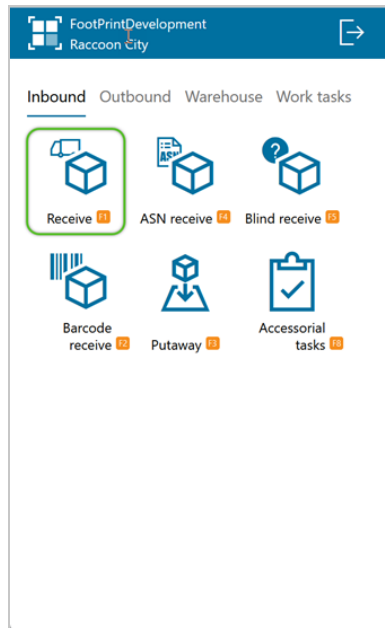 FootPrintDevelopment
Raccoon City
Inbound Outbound Warehouse Work tasks
ASN
?
Receive F1 ASN receive F4 Blind receive F5
Barcode
receive F2 Putaway F3 Accessorial
tasks F8